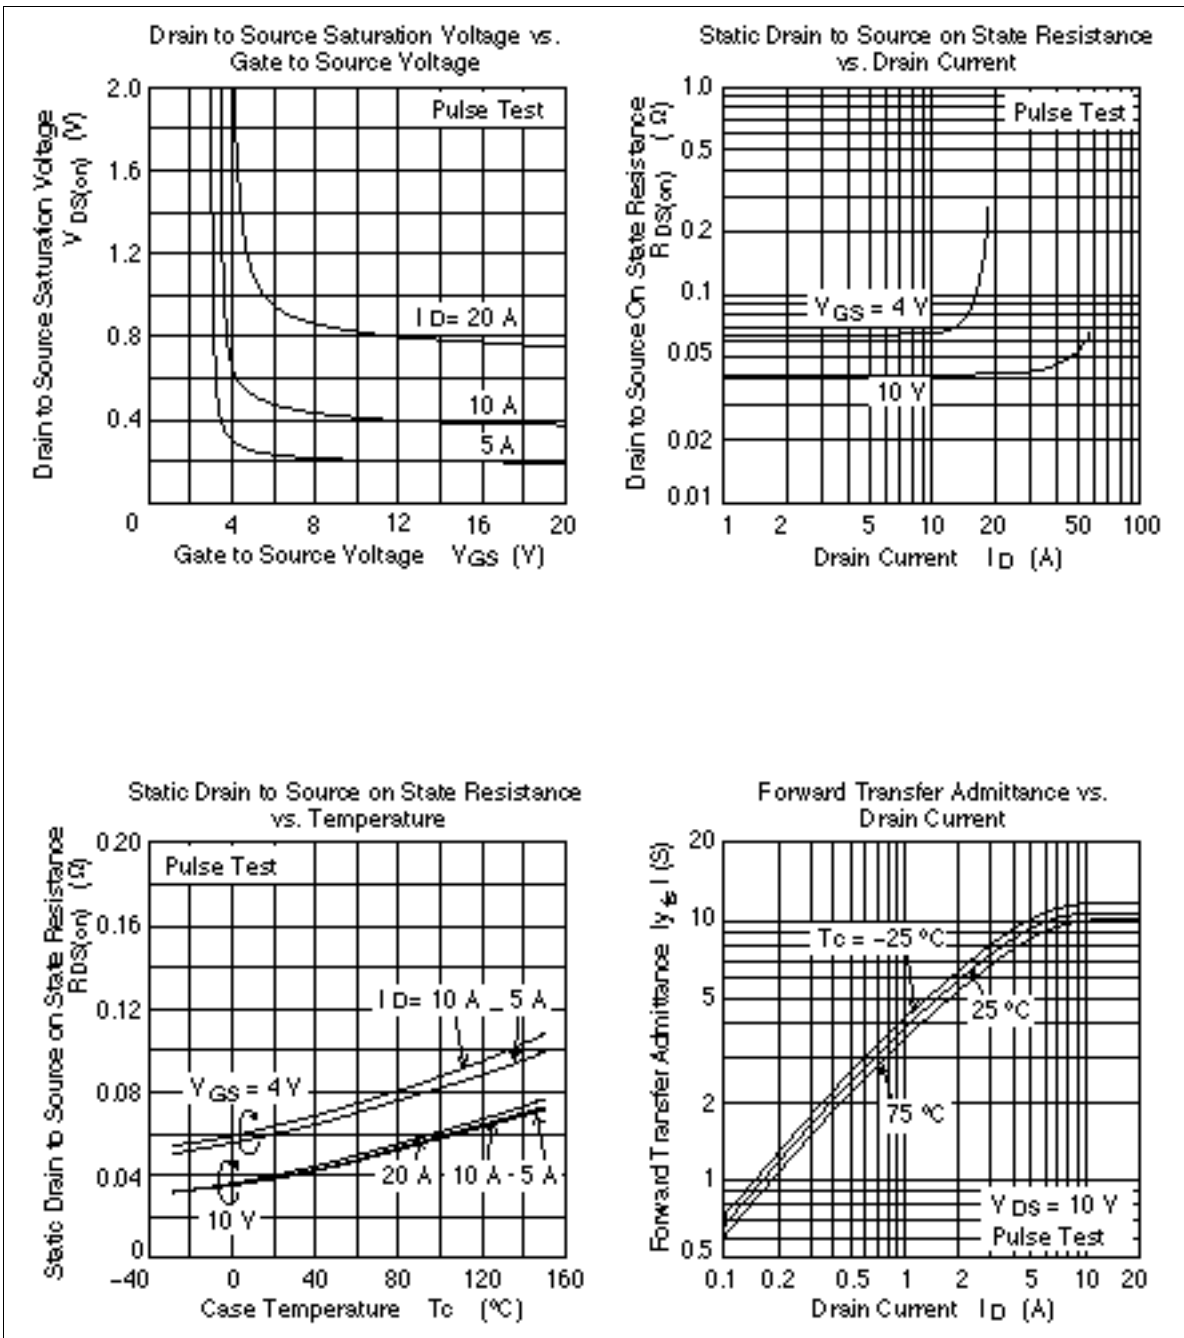 Drain to Source Saturation Voltage vs.
Gate to Source Voltage
Drain to Source Saturation Voltage
V DS(on) (V)
2.0
1.6
1.2
0.8
0.4
0
Pulse Test
I D= 20 A
10 A
5 A
4 8 12 16 20
Gate to Source Voltage VGS (V)
Static Drain to Source on State Resistance
vs. Drain Current
Drain to Source On State Resistance
R DS(on) (Ω)
1.0
0.5
0.2
0.1
0.05
0.02
0.01
Pulse Test
VGS = 4 V
10 V
1 2 5 10 20 50 100
Drain Current I D (A)
Static Drain to Source on State Resistance
vs. Temperature
Static Drain to Source on State Resistance
RDS(on) (Ω)
0.20
0.16
0.12
0.08
0.04
0
Pulse Test
I D= 10 A 5 A
VGS = 4 V
20 A 10 A 5 A
10 V
−40 0 40 80 120 160
Case Temperature Tc (ºC)
Forward Transfer Admittance vs.
Drain Current
Forward Transfer Admittance |y fs | (S)
20
10
5
2
1
0.5
Tc = −25 ºC
25 ºC
75 ºC
V DS = 10 V
Pulse Test
0.1 0.2 0.5 1 2 5 10 20
Drain Current I D (A)